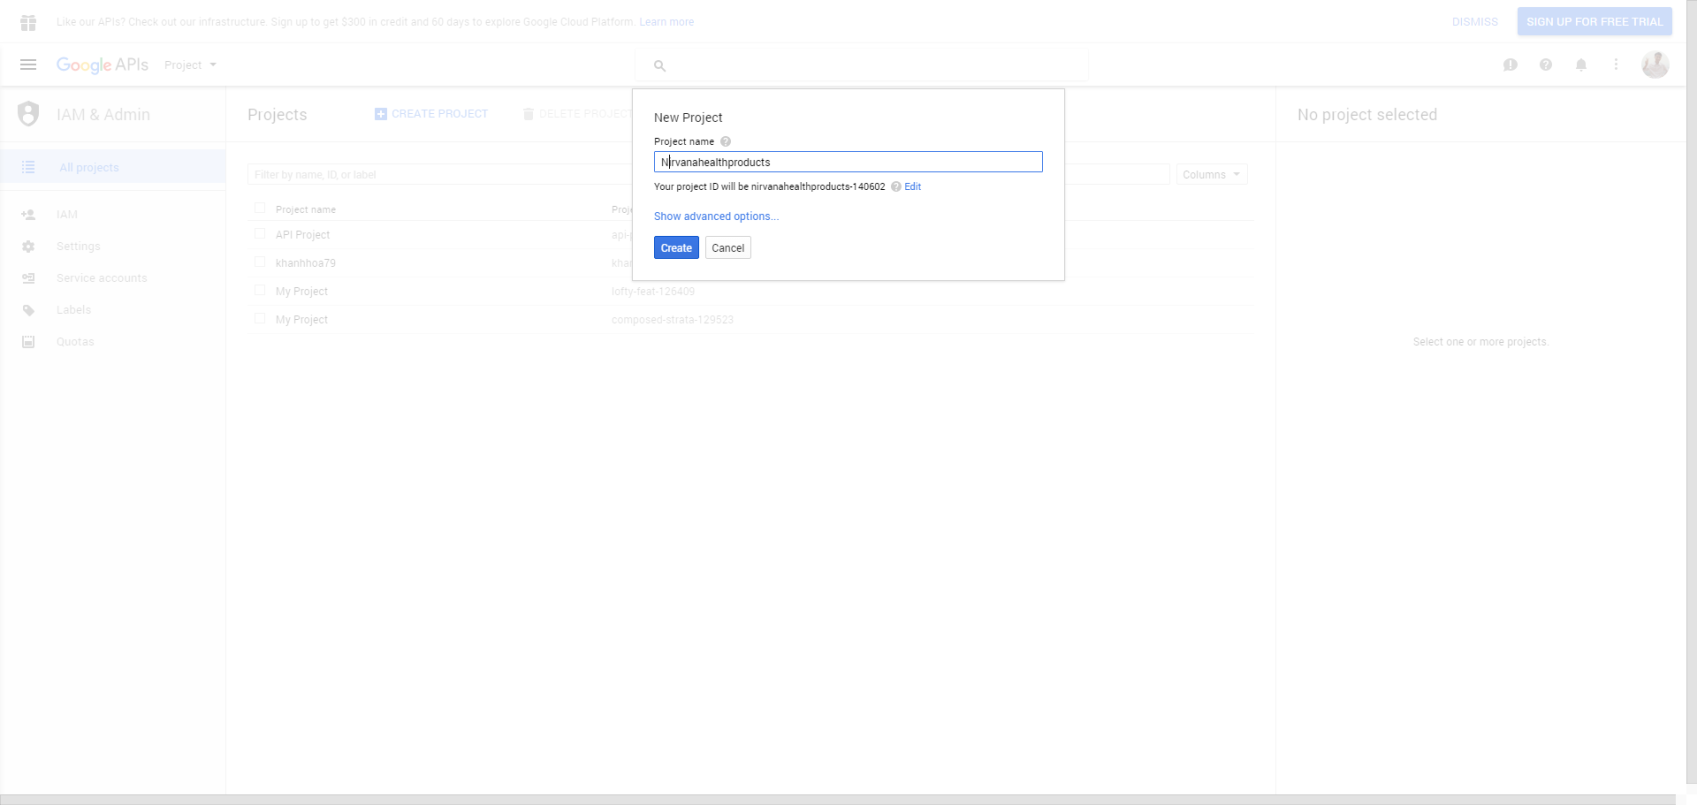 Like our APIs? Check out our infrastructure. Sign up to get $300 in credit and 60 days to explore Google Cloud Platform. Learn more
DISMISS
SIGN UP FOR FREE TRIAL
Google APIs
Project
IAM & Admin
Projects
CREATE PROJECT
DELETE PROJECT
No project selected
New Project
Project name
Nirvanahealthproducts
Your project ID will be nirvanahealthproducts-140602 Edit
Show advanced options...
Create
Cancel
All projects
IAM
Settings
Service accounts
Labels
Quotas
Filter by name, ID, or label
Columns
Project name
API Project
khanhhoa79
My Project
lofty-feat-126409
My Project
composed-strata-129523
Select one or more projects.